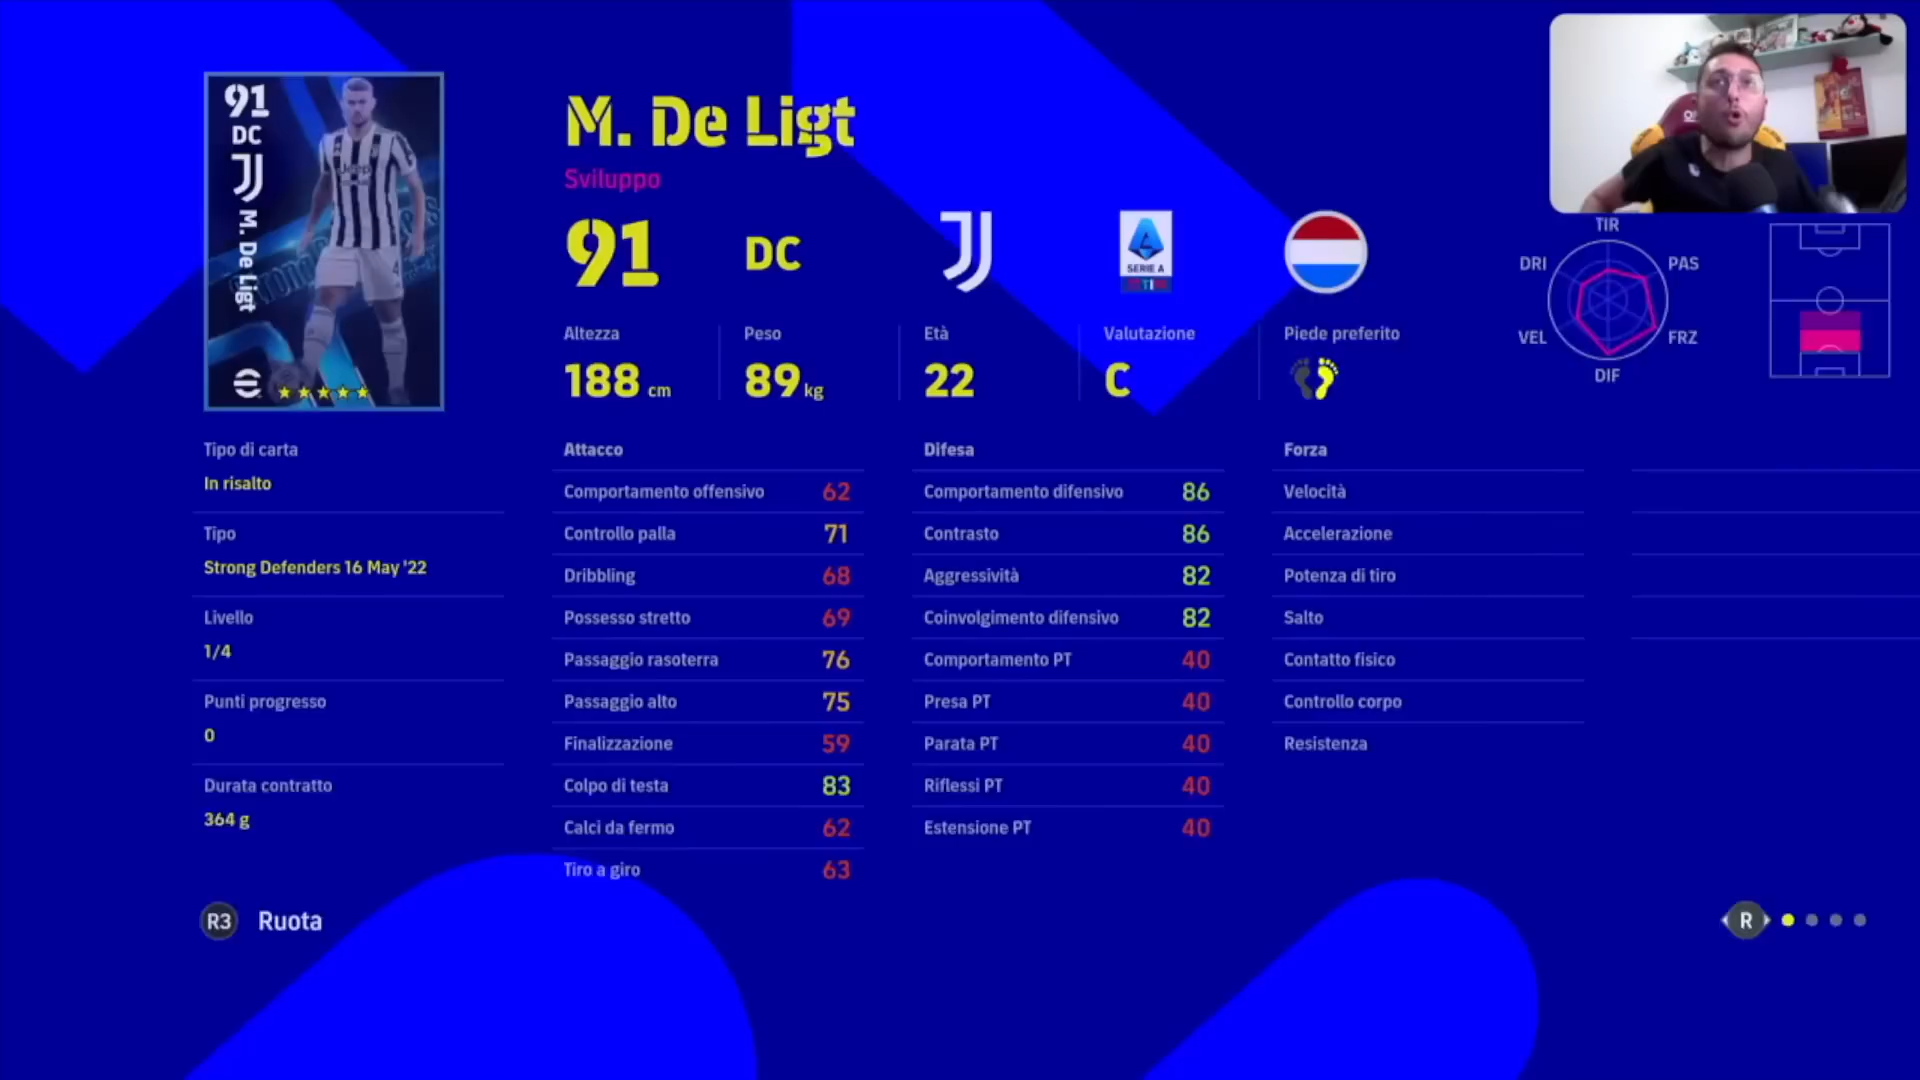 91
DC
M. De Ligt
M. De Ligt
Sviluppo
91
DC
SERIE A
TIM
Altezza
188 cm
Peso
89 kg
Età
22
Valutazione
C
Piede preferito
TIR
DRI
PAS
VEL
FRZ
DIF
Tipo di carta
In risalto
Tipo
Strong Defenders 16 May '22
Livello
1/4
Punti progresso
0
Durata contratto
364 g
Attacco
Comportamento offensivo 62
Controllo palla 71
Dribbling 68
Possesso stretto 69
Passaggio rasoterra 76
Passaggio alto 75
Finalizzazione 59
Colpo di testa 83
Calci da fermo 62
Tiro a giro 63
Difesa
Comportamento difensivo 86
Contrasto 86
Aggressività 82
Coinvolgimento difensivo 82
Comportamento PT 40
Presa PT 40
Parata PT 40
Riflessi PT 40
Estensione PT 40
Forza
Velocità
Accelerazione
Potenza di tiro
Salto
Contatto fisico
Controllo corpo
Resistenza
R3 Ruota
R